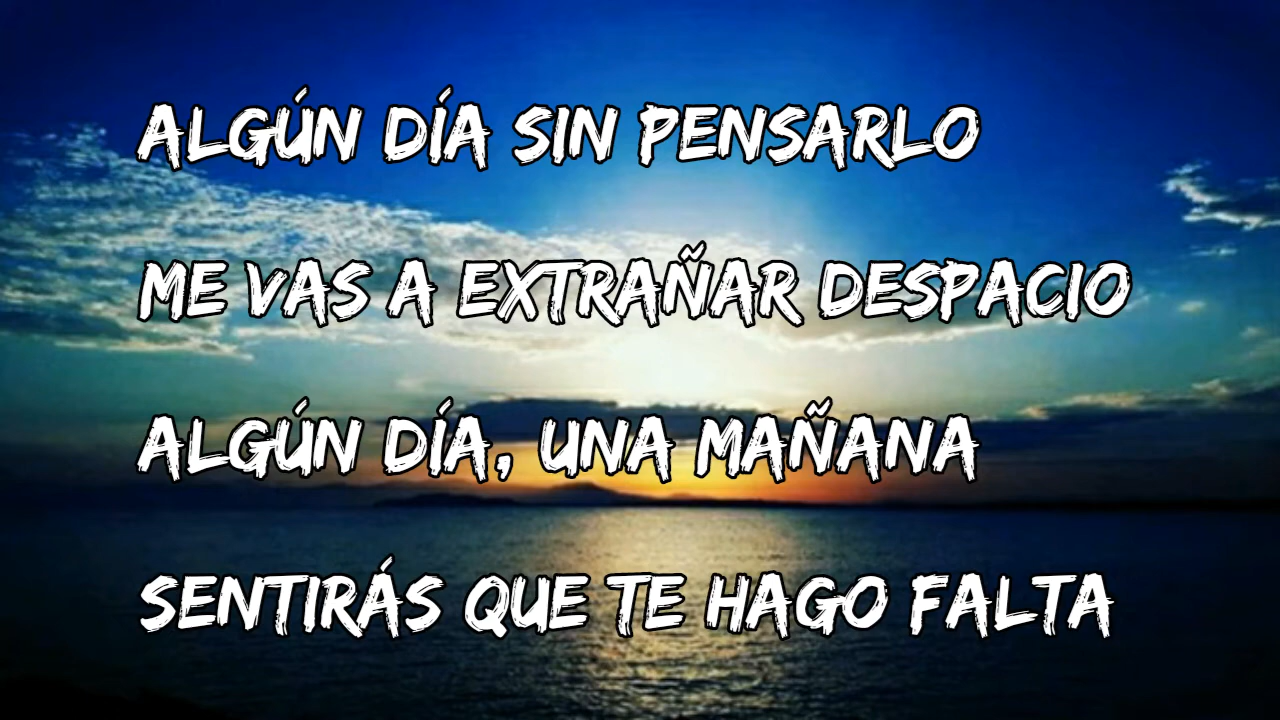 ALGÚN DÍA SIN PENSARLO
ME VAS A EXTRAÑAR DESPACIO
ALGÚN DÍA, UNA MAÑANA
SENTIRÁS QUE TE HAGO FALTA